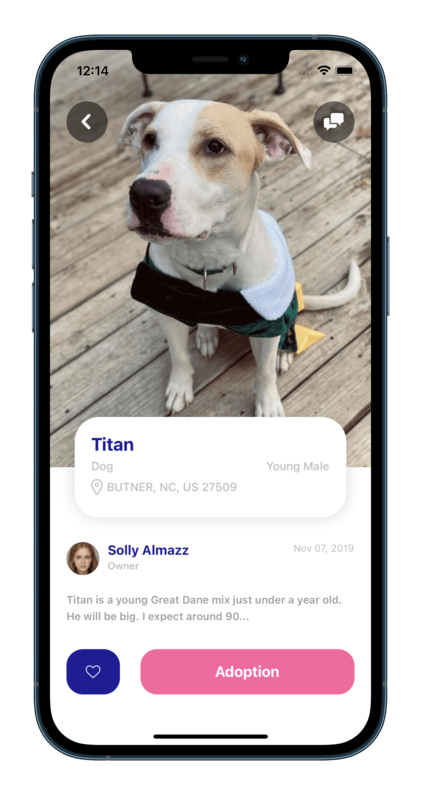 12:14
Titan
Dog Young Male
BUTNER, NC, US 27509
Solly Almazz Nov 07, 2019
Owner
Titan is a young Great Dane mix just under a year old.
He will be big. I expect around 90...
Adoption